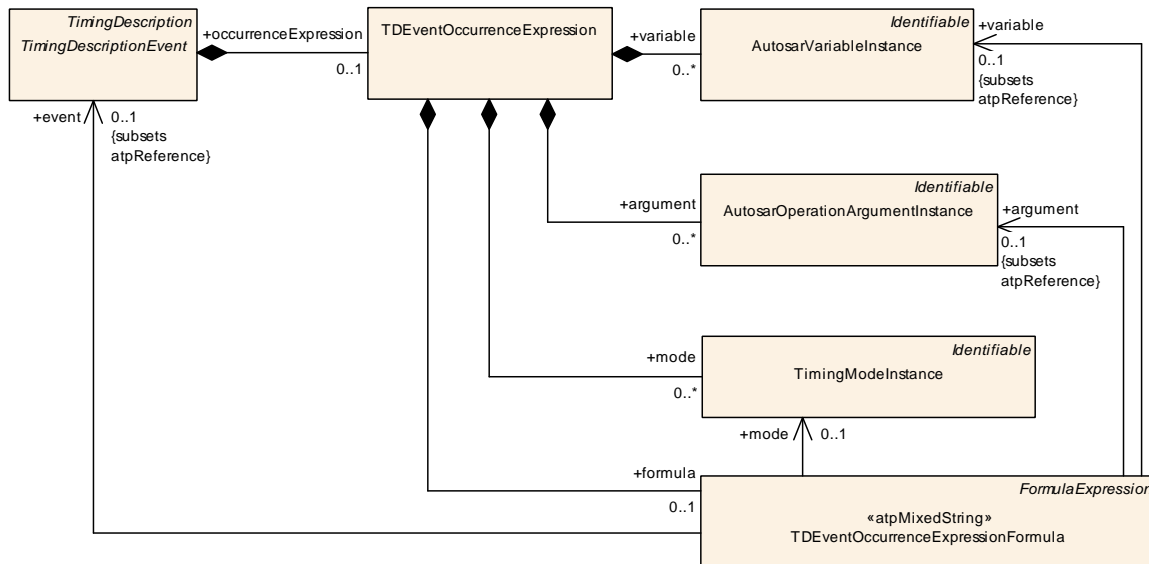 TimingDescription
TimingDescriptionEvent
+occurrenceExpression
0..1
TDEventOccurrenceExpression
+variable
0..*
Identifiable
AutosarVariableInstance
+variable
0..1
{subsets
atpReference}
+event
0..1
{subsets
atpReference}
+argument
0..*
Identifiable
AutosarOperationArgumentInstance
+argument
0..1
{subsets
atpReference}
+mode
0..*
Identifiable
TimingModeInstance
+mode
0..1
+formula
0..1
FormulaExpression
«atpMixedString»
TDEventOccurrenceExpressionFormula